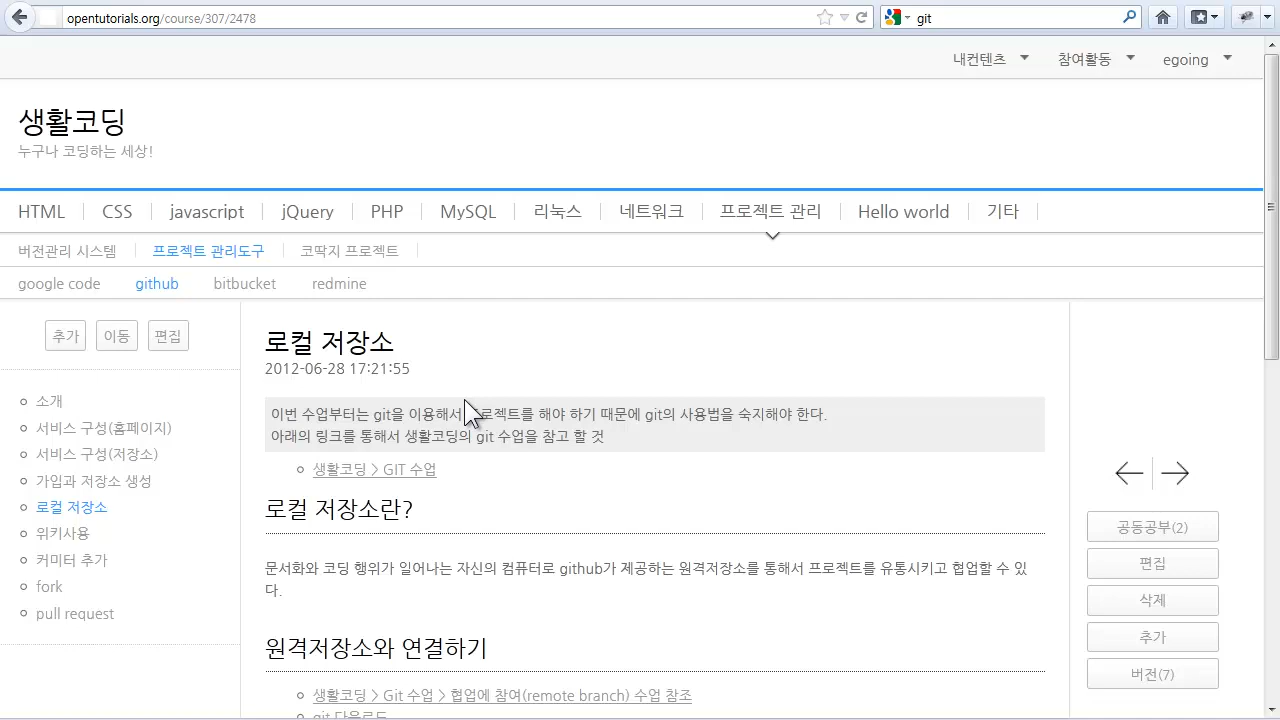 opentutorials.org/course/307/2478
git
내컨텐츠
참여활동
egoing
생활코딩
누구나 코딩하는 세상!
HTML
CSS
javascript
jQuery
PHP
MySQL
리눅스
네트워크
프로젝트 관리
Hello world
기타
버전관리 시스템
프로젝트 관리도구
코딱지 프로젝트
google code
github
bitbucket
redmine
추가
이동
편집
소개
서비스 구성(홈페이지)
서비스 구성(저장소)
가입과 저장소 생성
로컬 저장소
위키사용
커미터 추가
fork
pull request
로컬 저장소
2012-06-28 17:21:55
이번 수업부터는 git을 이용해서 프로젝트를 해야 하기 때문에 git의 사용법을 숙지해야 한다.
아래의 링크를 통해서 생활코딩의 git 수업을 참고 할 것
생활코딩 > GIT 수업
로컬 저장소란?
문서화와 코딩 행위가 일어나는 자신의 컴퓨터로 github가 제공하는 원격저장소를 통해서 프로젝트를 유통시키고 협업할 수 있
다.
원격저장소와 연결하기
생활코딩 > Git 수업 > 협업에 참여(remote branch) 수업 참조
git 다운로드
공동공부(2)
편집
삭제
추가
버전(7)